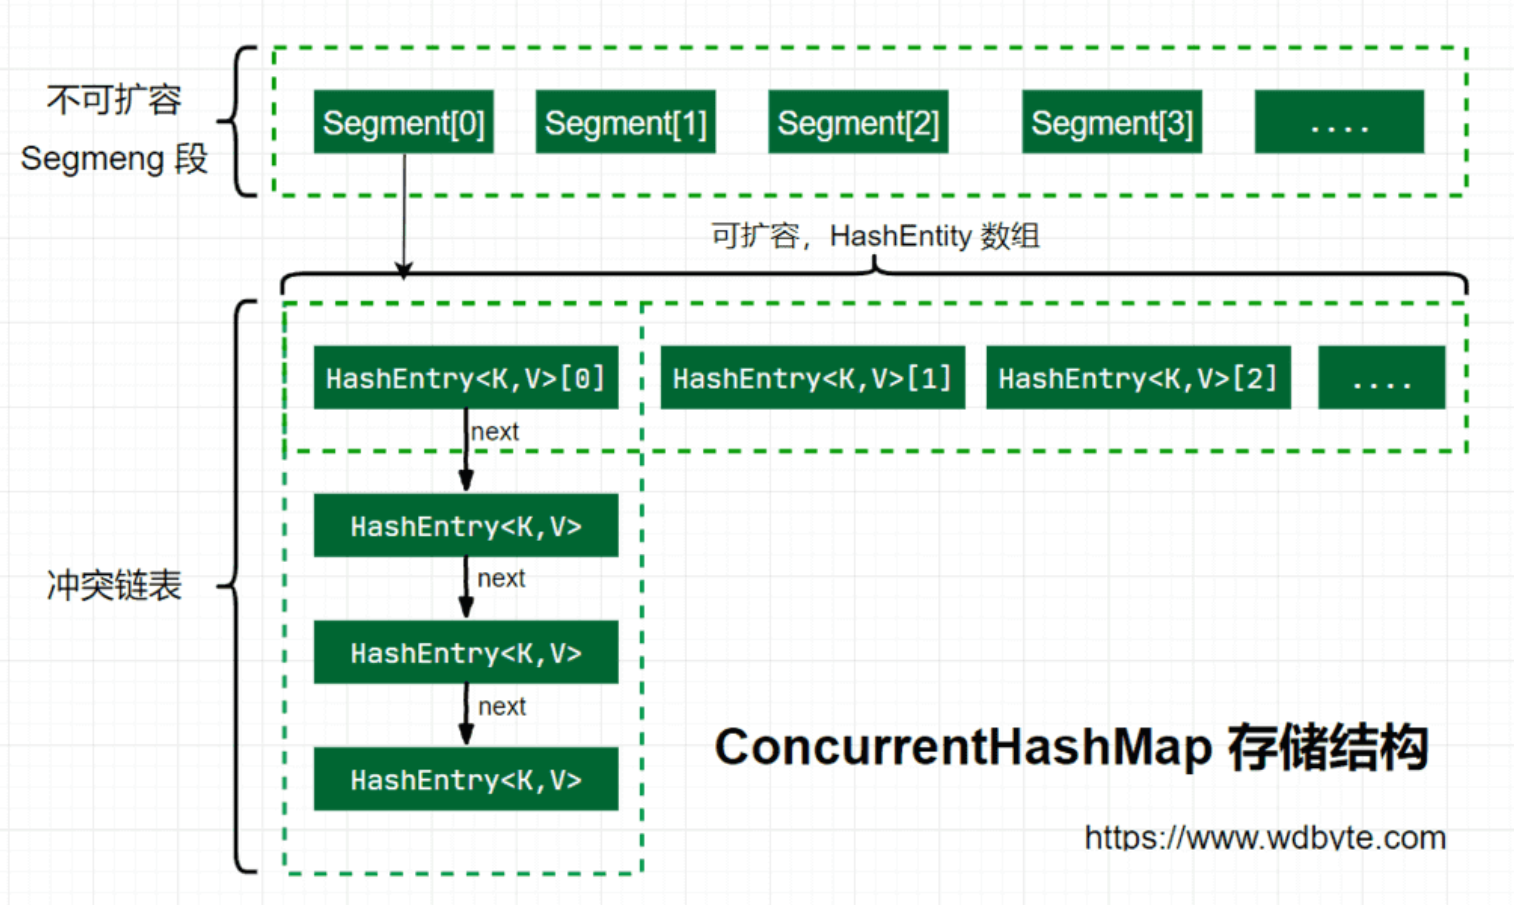 不可扩容
Segmeng 段
Segment[0] Segment[1] Segment[2] Segment[3] ....
可扩容，HashEntity 数组
HashEntry<K,V>[0] HashEntry<K,V>[1] HashEntry<K,V>[2] ....
next
HashEntry<K,V>
next
冲突链表
HashEntry<K,V>
next
HashEntry<K,V>
ConcurrentHashMap 存储结构
https://www.wdbyte.com